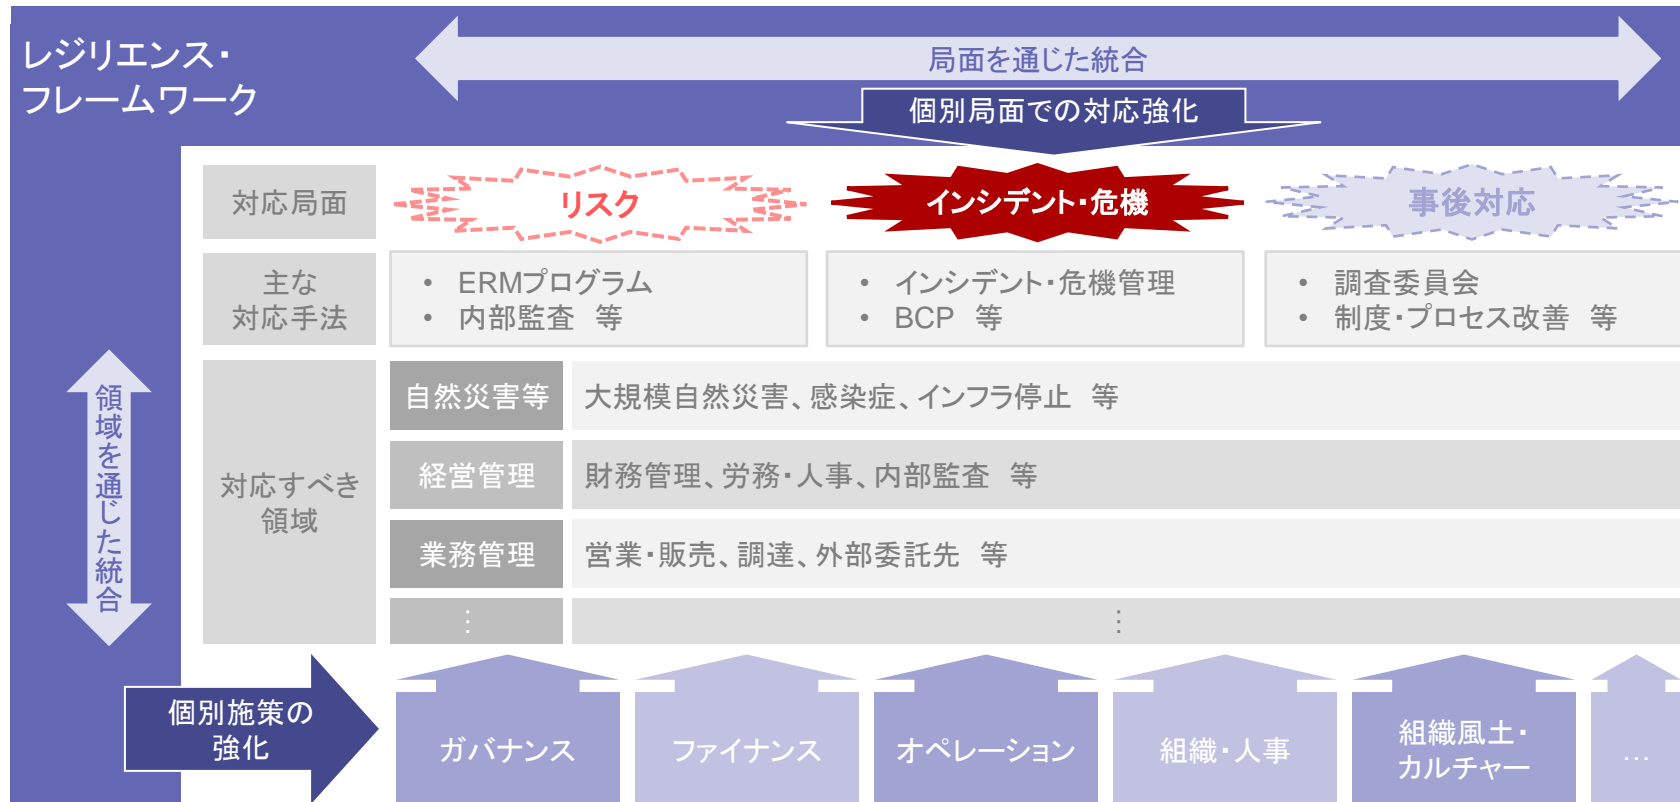 レジリエンス・
フレームワーク
局面を通じた統合
個別局面での対応強化
対応局面
リスク
インシデント・危機
事後対応
主な
対応手法
• ERMプログラム
• 内部監査 等
• インシデント・危機管理
• BCP 等
• 調査委員会
• 制度・プロセス改善 等
領域を通じた統合
対応すべき
領域
自然災害等
大規模自然災害、感染症、インフラ停止 等
経営管理
財務管理、労務・人事、内部監査 等
業務管理
営業・販売、調達、外部委託先 等
⋮
⋮
個別施策の
強化
ガバナンス
ファイナンス
オペレーション
組織・人事
組織風土・
カルチャー
…